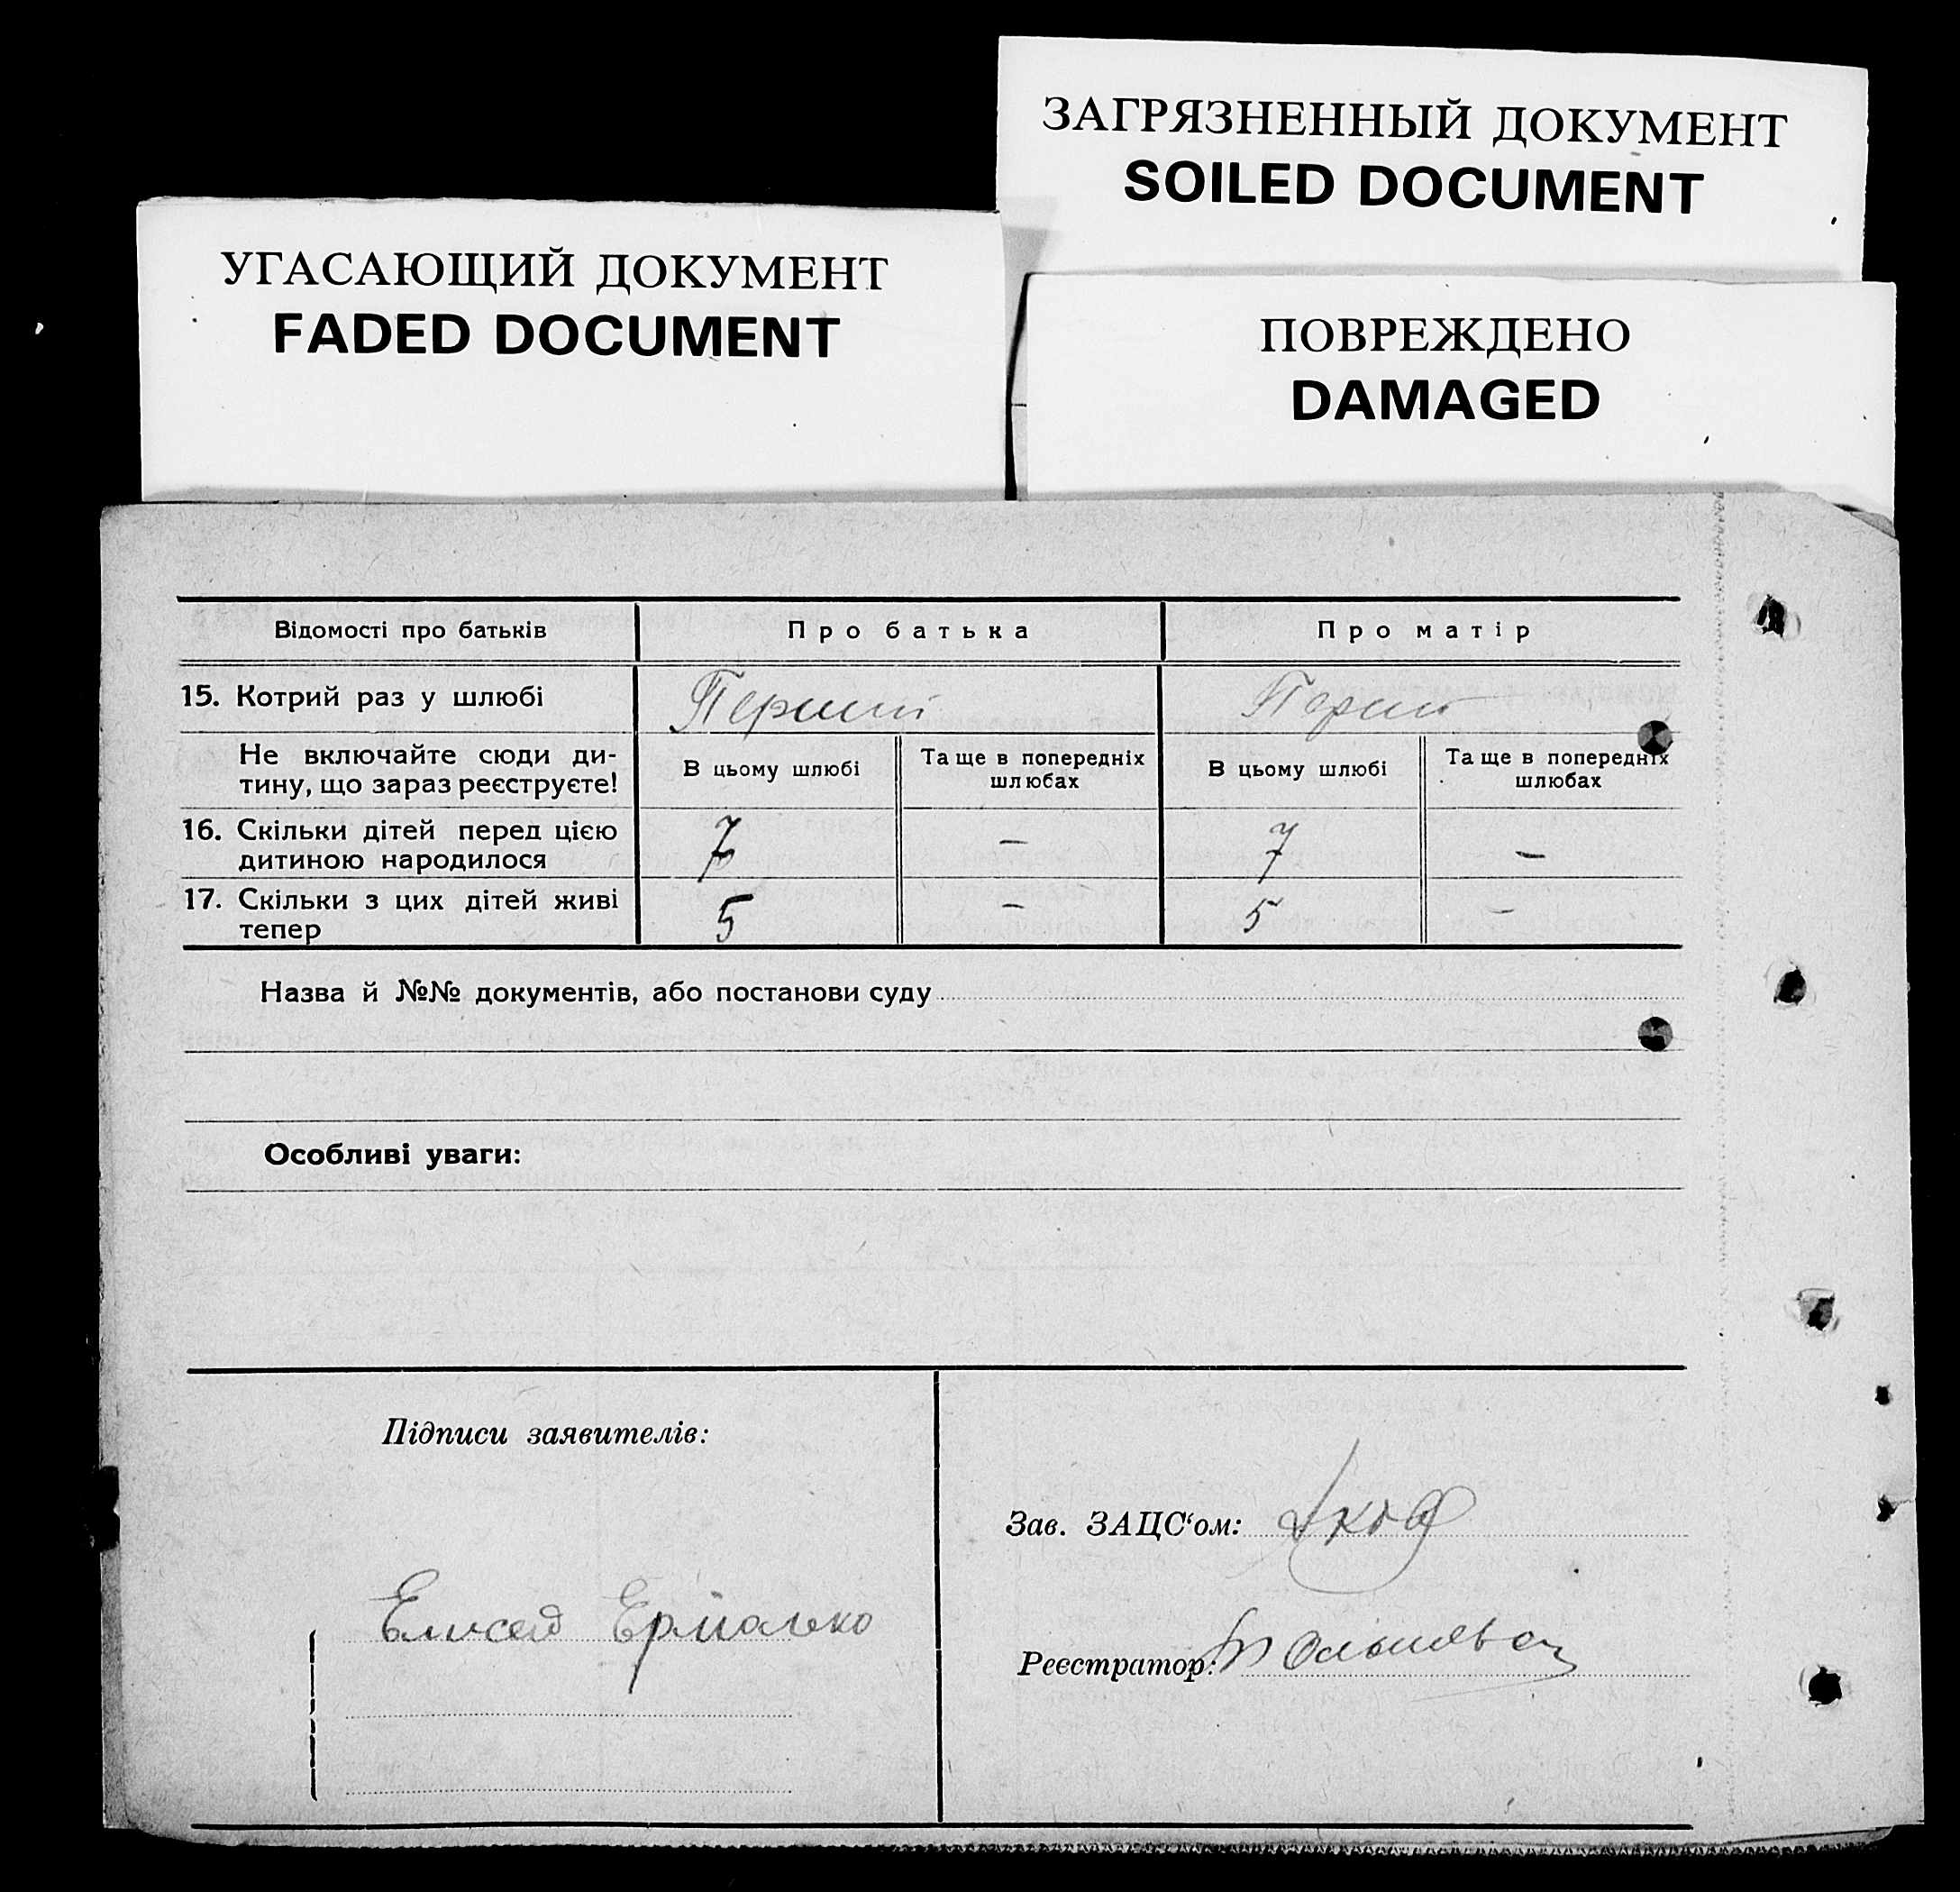 ЗАГРЯЗНЕННЫЙ ДОКУМЕНТ
SOILED DOCUMENT
УГАСАЮЩИЙ ДОКУМЕНТ
FADED DOCUMENT
ПОВРЕЖДЕНО
DAMAGED
Відомості про батьків Про батька Про матір
15. Котрий раз у шлюбі Перший
Не включайте сюди ди-
тину, що зараз реєструєте!
В цьому шлюбі
Та ще в попередніх
шлюбах
В цьому шлюбі
Та ще в попередніх
шлюбах
16. Скільки дітей перед цією
дитиною народилося
7 – 7 –
17. Скільки з цих дітей живі
тепер
5 – 5 –
Назва й №№ документів, або постанови суду
Особливі уваги:
Підписи заявителів:
Зав. ЗАЦС‘ом:
Елисей
Реєстратор: